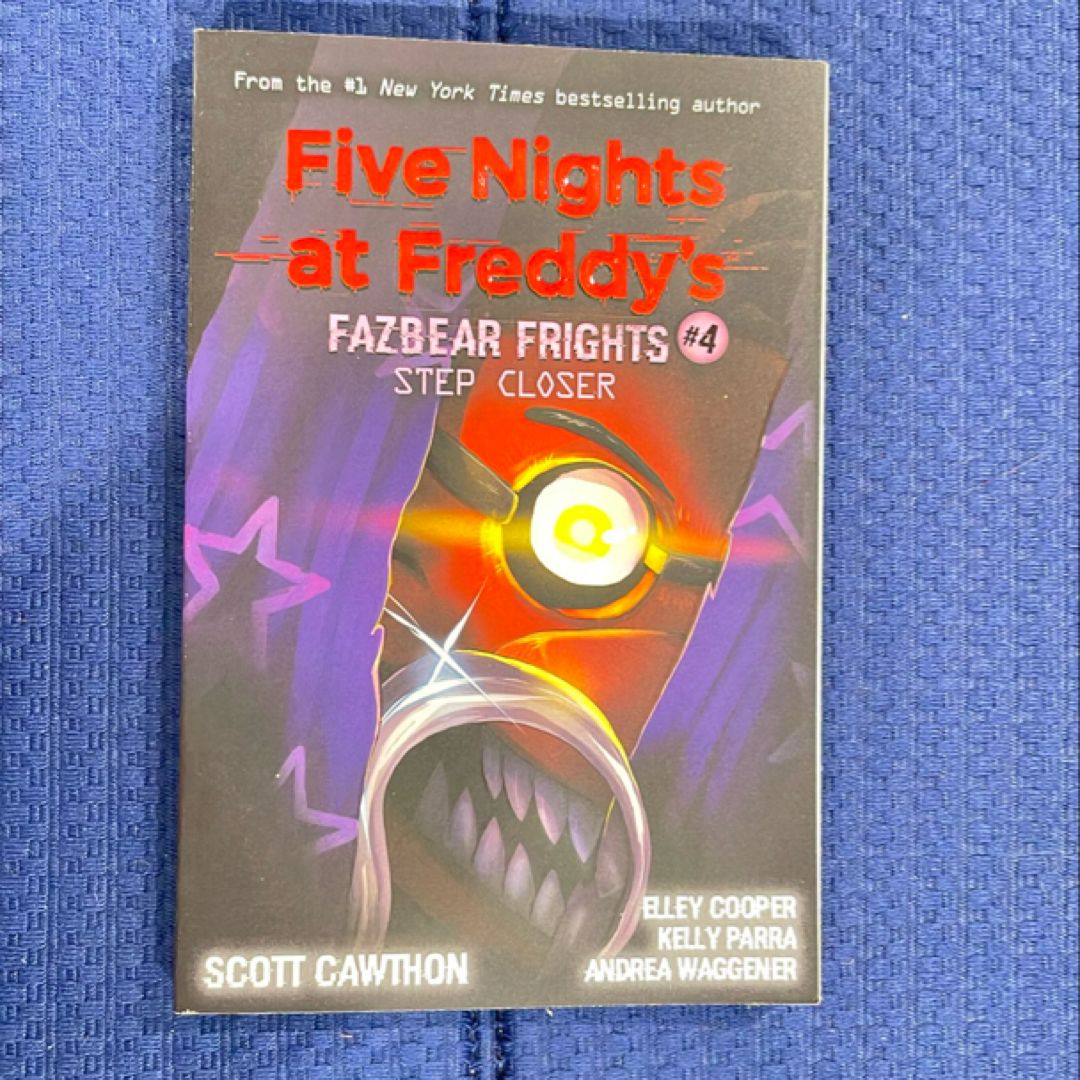 From the #1 New York Times bestselling author
Five Nights
at Freddy's
FAZBEAR FRIGHTS #4
STEP CLOSER
ELLEY COOPER
KELLY PARRA
SCOTT CAWTHON ANDREA WAGGENER